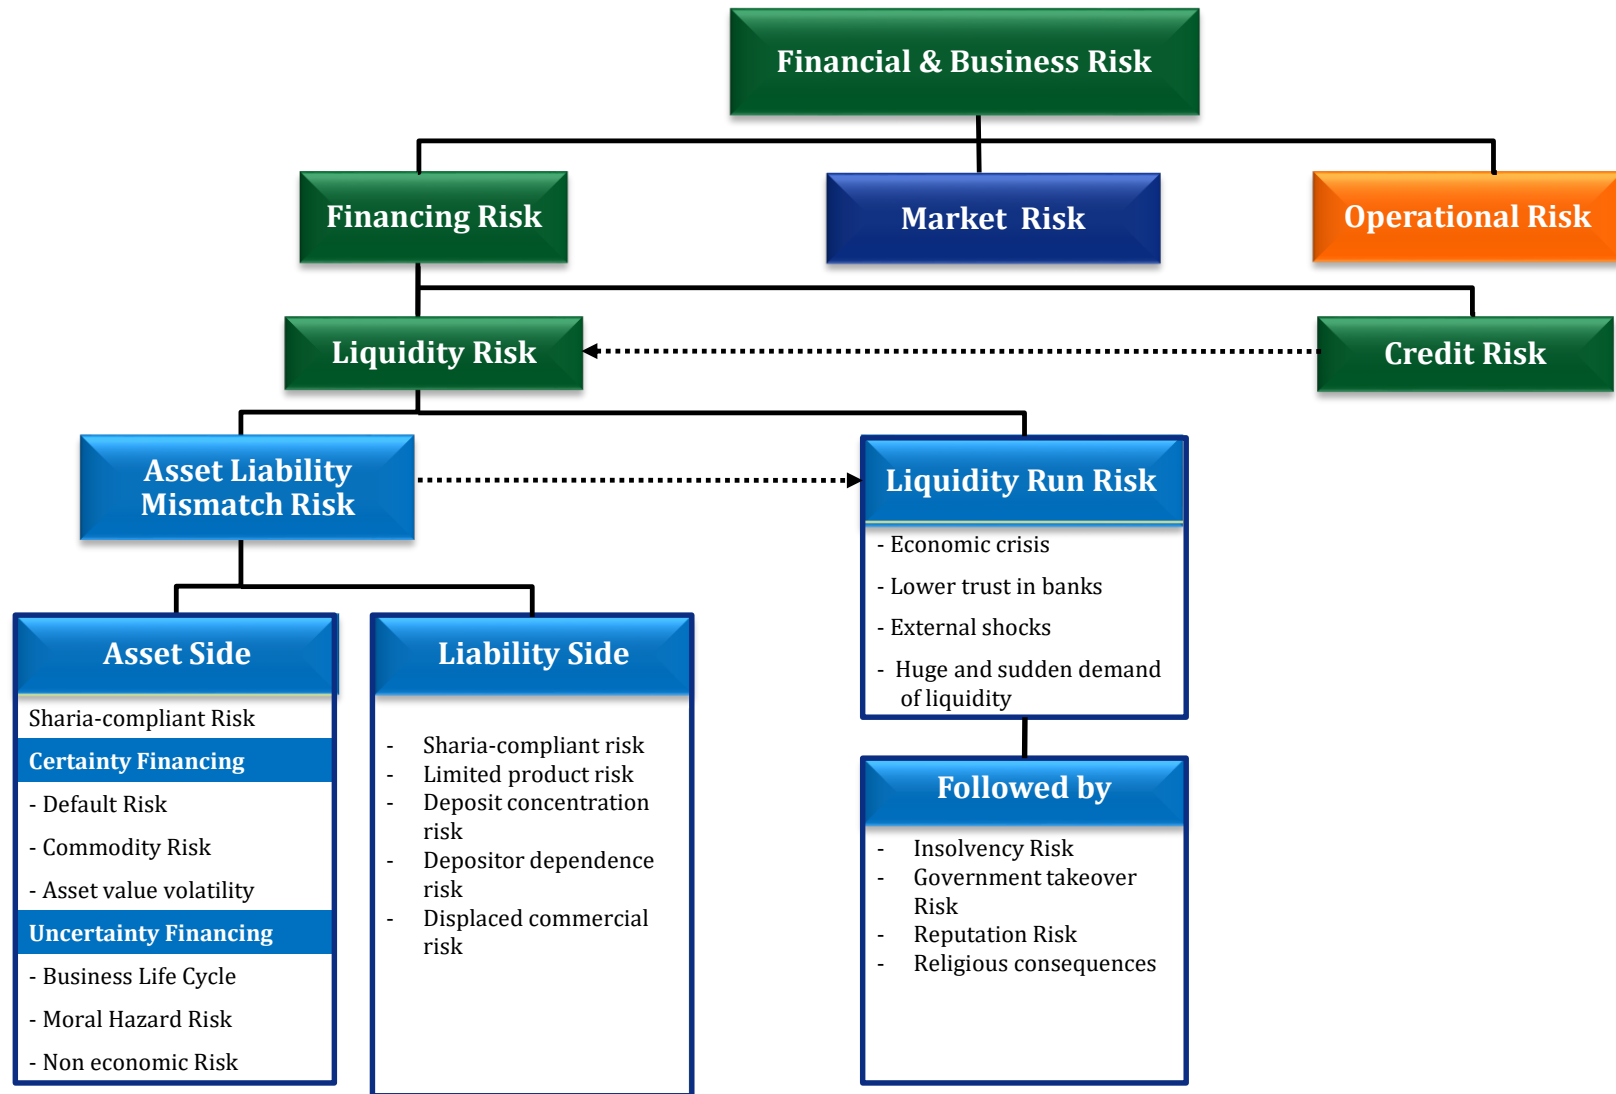 Financial & Business Risk
Financing Risk
Market Risk
Operational Risk
Liquidity Risk
Credit Risk
Asset Liability
Mismatch Risk
Liquidity Run Risk
- Economic crisis
- Lower trust in banks
- External shocks
- Huge and sudden demand
of liquidity
Asset Side
Sharia-compliant Risk
Certainty Financing
- Default Risk
- Commodity Risk
- Asset value volatility
Uncertainty Financing
- Business Life Cycle
- Moral Hazard Risk
- Non economic Risk
Liability Side
- Sharia-compliant risk
- Limited product risk
- Deposit concentration
risk
- Depositor dependence
risk
- Displaced commercial
risk
Followed by
- Insolvency Risk
- Government takeover
Risk
- Reputation Risk
- Religious consequences